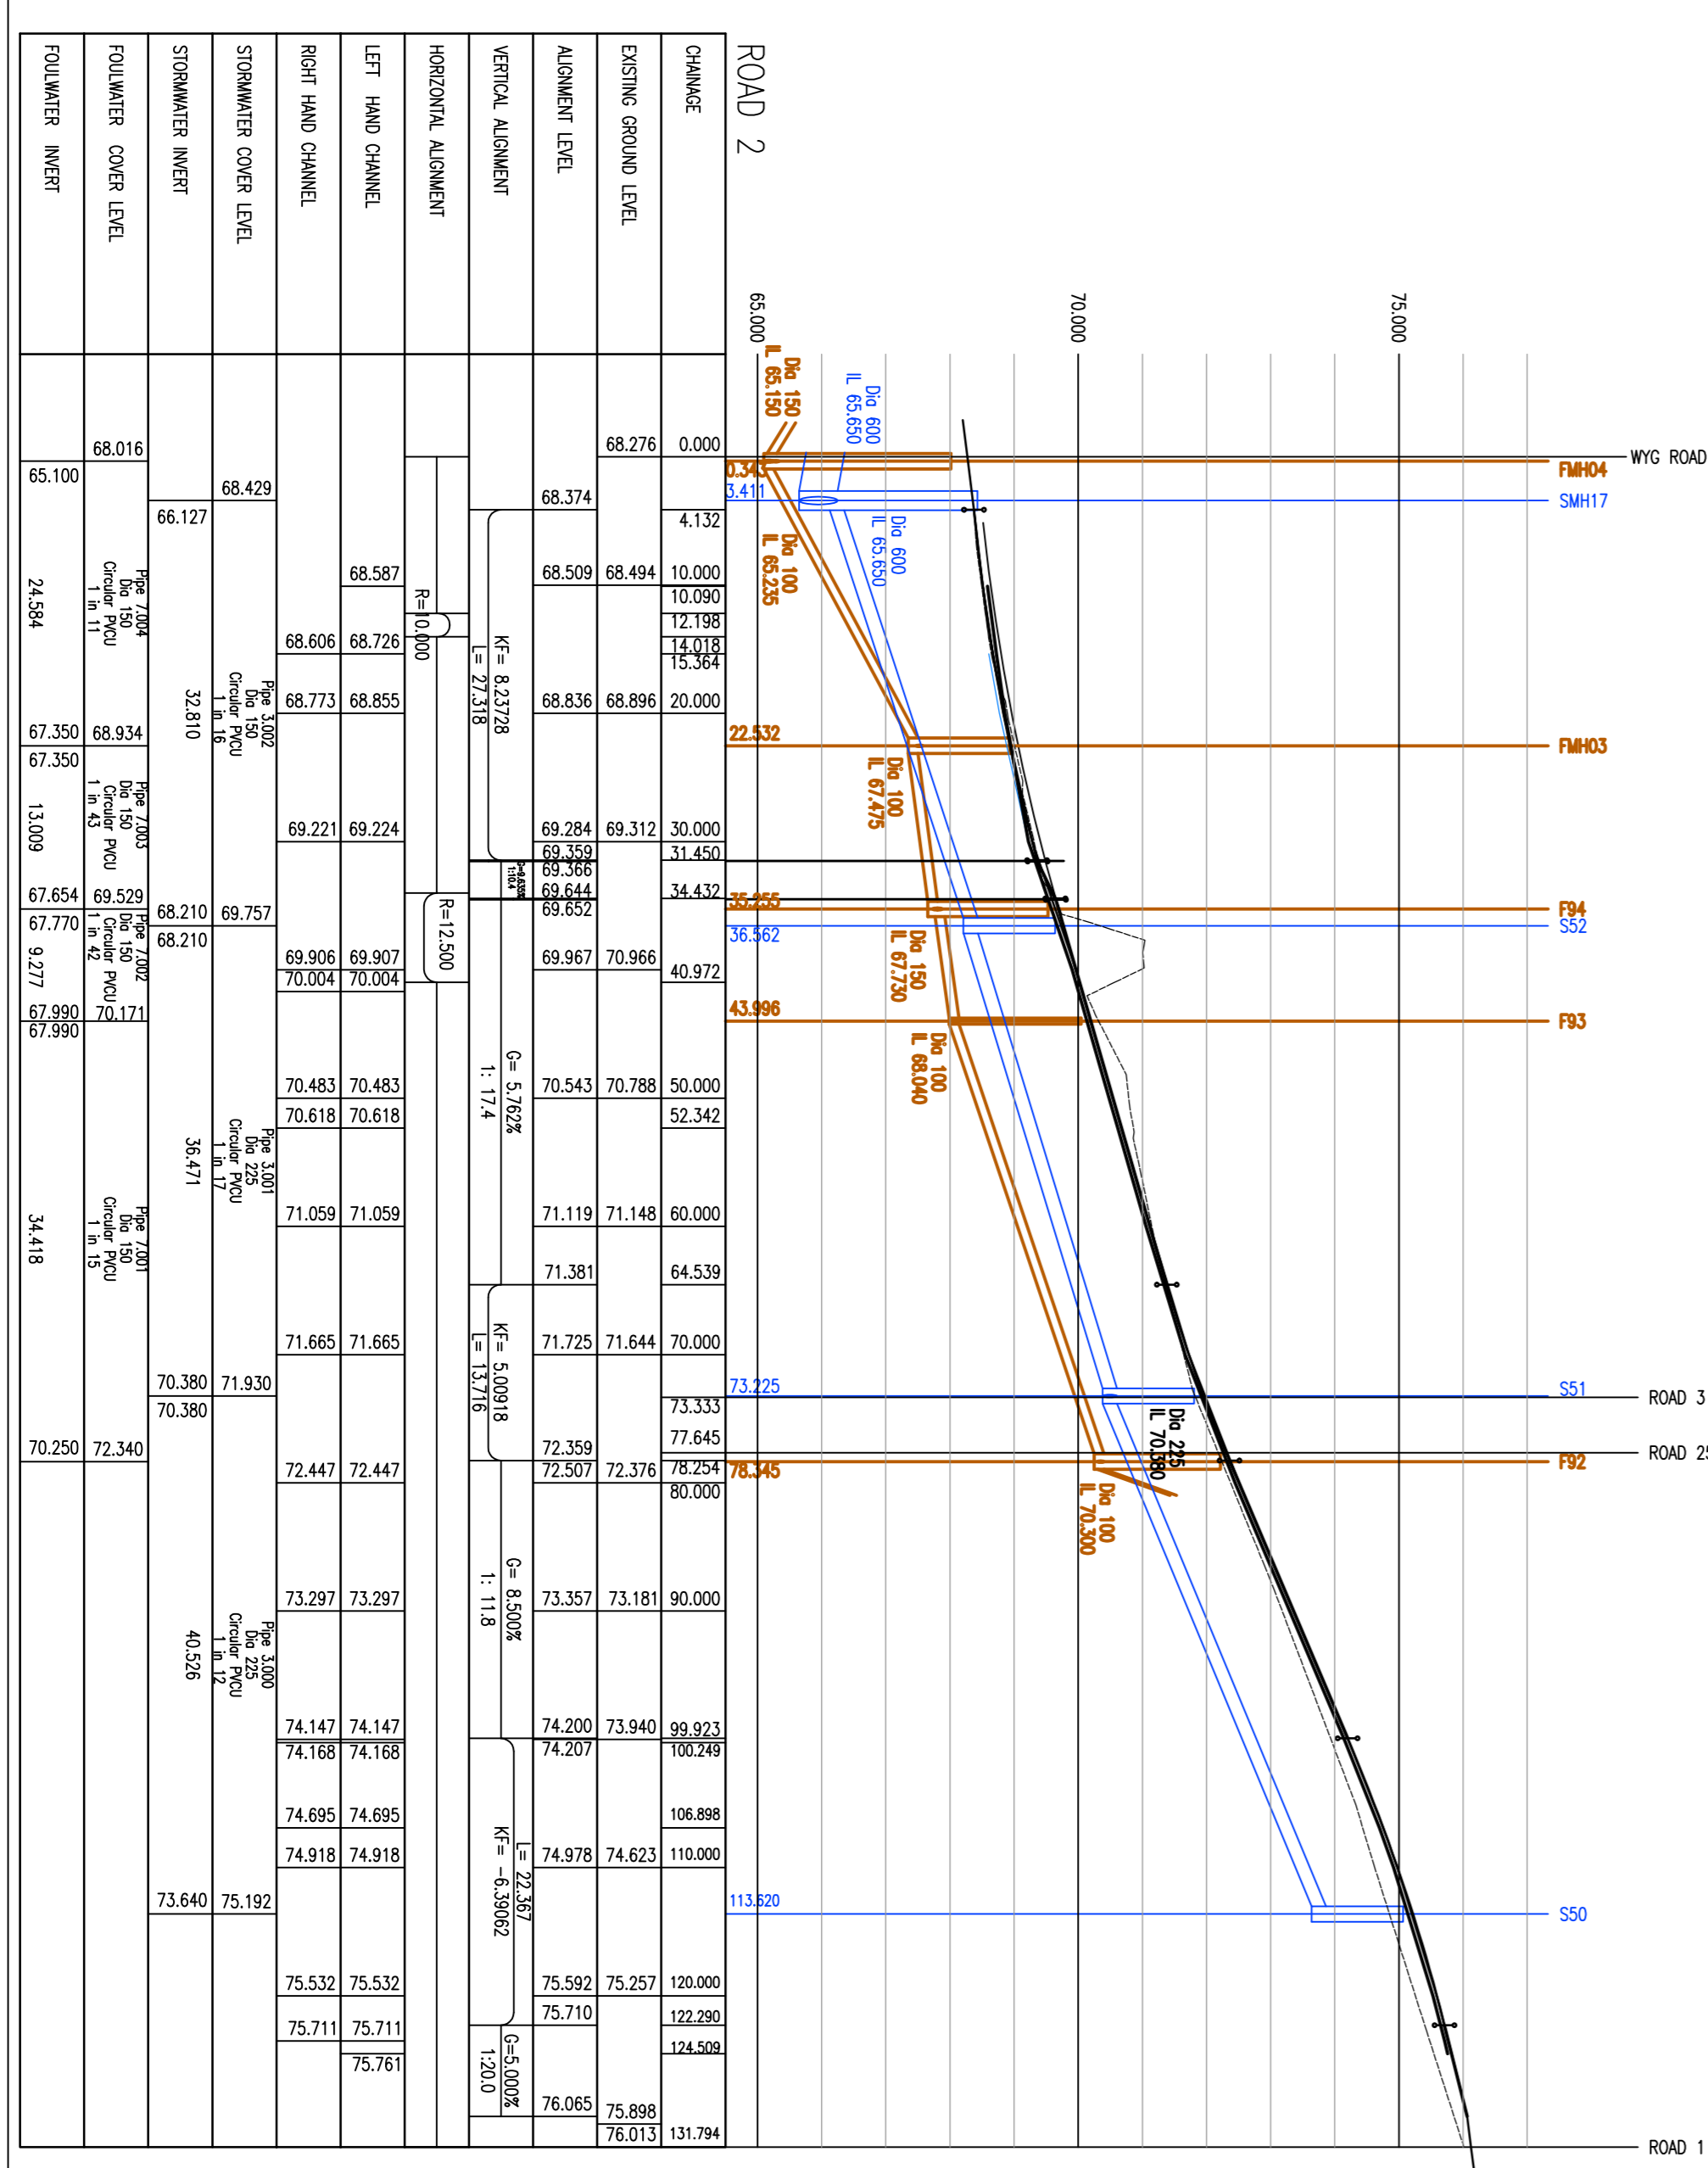 ROAD 2
75.000
70.000
65.000
WYG ROAD
FMH04
SMH17
FMH03
F94
S52
F93
S51
ROAD 3
ROAD 25
F92
S50
ROAD 1
Dia 150
IL 65.150
Dia 600
IL 65.650
Dia 600
IL 65.650
Dia 100
IL 65.235
Dia 100
IL 67.475
Dia 150
IL 67.730
Dia 100
IL 68.040
Dia 225
IL 70.380
Dia 100
IL 70.300
0.343
3.411
22.532
35.255
36.562
43.996
73.225
78.345
113.620
CHAINAGE
0.000
4.132
10.000
10.090
12.198
14.018
15.364
20.000
30.000
31.450
34.432
40.972
50.000
52.342
60.000
64.539
70.000
73.333
77.645
78.254
80.000
90.000
99.923
100.249
106.898
110.000
120.000
122.290
124.509
131.794
EXISTING GROUND LEVEL
68.276
68.494
68.896
69.312
70.966
70.788
71.148
71.644
72.376
73.181
73.940
74.623
75.257
75.898
76.013
ALIGNMENT LEVEL
68.374
68.509
68.836
69.284
69.359
69.366
69.644
69.652
69.967
70.543
71.119
71.381
71.725
72.359
72.507
73.357
74.200
74.207
74.978
75.592
75.710
76.065
VERTICAL ALIGNMENT
KF= 8.23728
L= 27.318
G=9.635%
1:10.4
G= 5.762%
1: 17.4
KF= 5.00918
L= 13.716
G= 8.500%
1: 11.8
L= 22.367
KF= -6.39062
G=5.000%
1:20.0
HORIZONTAL ALIGNMENT
R=10.000
R=12.500
LEFT HAND CHANNEL
68.587
68.726
68.855
69.224
69.907
70.004
70.483
70.618
71.059
71.665
72.447
73.297
74.147
74.168
74.695
74.918
75.532
75.711
75.761
RIGHT HAND CHANNEL
68.606
68.773
69.221
69.906
70.004
70.483
70.618
71.059
71.665
72.447
73.297
74.147
74.168
74.695
74.918
75.532
75.711
STORMWATER COVER LEVEL
68.429
Pipe 3.002
Dia 150
Circular PVCU
1 in 16
69.757
Pipe 3.001
Dia 225
Circular PVCU
1 in 17
71.930
Pipe 3.000
Dia 225
Circular PVCU
1 in 12
75.192
STORMWATER INVERT
66.127
32.810
68.210
68.210
36.471
70.380
70.380
40.526
73.640
FOULWATER COVER LEVEL
68.016
Pipe 7.004
Dia 150
Circular PVCU
1 in 11
68.934
Pipe 7.003
Dia 150
Circular PVCU
1 in 43
69.529
Pipe 7.002
Dia 150
Circular PVCU
1 in 42
70.171
Pipe 7.001
Dia 150
Circular PVCU
1 in 15
72.340
FOULWATER INVERT
65.100
24.584
67.350
67.350
13.009
67.654
67.770
9.277
67.990
67.990
34.418
70.250